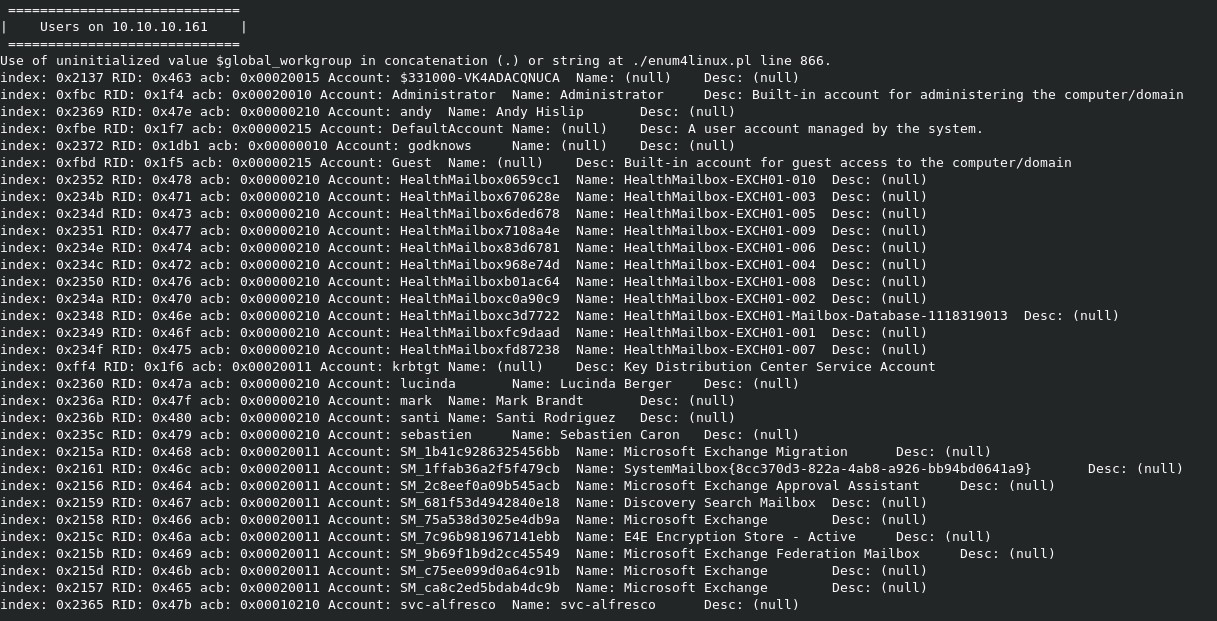 =============================
|    Users on 10.10.10.161    |
=============================
Use of uninitialized value $global_workgroup in concatenation (.) or string at ./enum4linux.pl line 866.
index: 0x2137 RID: 0x463 acb: 0x00020015 Account: $331000-VK4ADACQNUCA  Name: (null)    Desc: (null)
index: 0xfbc RID: 0x1f4 acb: 0x00020010 Account: Administrator  Name: Administrator     Desc: Built-in account for administering the computer/domain
index: 0x2369 RID: 0x47e acb: 0x00000210 Account: andy  Name: Andy Hislip       Desc: (null)
index: 0xfbe RID: 0x1f7 acb: 0x00000215 Account: DefaultAccount Name: (null)    Desc: A user account managed by the system.
index: 0x2372 RID: 0x1db1 acb: 0x00000010 Account: godknows     Name: (null)    Desc: (null)
index: 0xfbd RID: 0x1f5 acb: 0x00000215 Account: Guest  Name: (null)    Desc: Built-in account for guest access to the computer/domain
index: 0x2352 RID: 0x478 acb: 0x00000210 Account: HealthMailbox0659cc1  Name: HealthMailbox-EXCH01-010  Desc: (null)
index: 0x234b RID: 0x471 acb: 0x00000210 Account: HealthMailbox670628e  Name: HealthMailbox-EXCH01-003  Desc: (null)
index: 0x234d RID: 0x473 acb: 0x00000210 Account: HealthMailbox6ded678  Name: HealthMailbox-EXCH01-005  Desc: (null)
index: 0x2351 RID: 0x477 acb: 0x00000210 Account: HealthMailbox7108a4e  Name: HealthMailbox-EXCH01-009  Desc: (null)
index: 0x234e RID: 0x474 acb: 0x00000210 Account: HealthMailbox83d6781  Name: HealthMailbox-EXCH01-006  Desc: (null)
index: 0x234c RID: 0x472 acb: 0x00000210 Account: HealthMailbox968e74d  Name: HealthMailbox-EXCH01-004  Desc: (null)
index: 0x2350 RID: 0x476 acb: 0x00000210 Account: HealthMailboxb01ac64  Name: HealthMailbox-EXCH01-008  Desc: (null)
index: 0x234a RID: 0x470 acb: 0x00000210 Account: HealthMailboxc0a90c9  Name: HealthMailbox-EXCH01-002  Desc: (null)
index: 0x2348 RID: 0x46e acb: 0x00000210 Account: HealthMailboxc3d7722  Name: HealthMailbox-EXCH01-Mailbox-Database-1118319013  Desc: (null)
index: 0x2349 RID: 0x46f acb: 0x00000210 Account: HealthMailboxfc9daad  Name: HealthMailbox-EXCH01-001  Desc: (null)
index: 0x234f RID: 0x475 acb: 0x00000210 Account: HealthMailboxfd87238  Name: HealthMailbox-EXCH01-007  Desc: (null)
index: 0xff4 RID: 0x1f6 acb: 0x00020011 Account: krbtgt Name: (null)    Desc: Key Distribution Center Service Account
index: 0x2360 RID: 0x47a acb: 0x00000210 Account: lucinda       Name: Lucinda Berger    Desc: (null)
index: 0x236a RID: 0x47f acb: 0x00000210 Account: mark  Name: Mark Brandt       Desc: (null)
index: 0x236b RID: 0x480 acb: 0x00000210 Account: santi Name: Santi Rodriguez   Desc: (null)
index: 0x235c RID: 0x479 acb: 0x00000210 Account: sebastien     Name: Sebastien Caron   Desc: (null)
index: 0x215a RID: 0x468 acb: 0x00020011 Account: SM_1b41c9286325456bb  Name: Microsoft Exchange Migration      Desc: (null)
index: 0x2161 RID: 0x46c acb: 0x00020011 Account: SM_1ffab36a2f5f479cb  Name: SystemMailbox{8cc370d3-822a-4ab8-a926-bb94bd0641a9}       Desc: (null)
index: 0x2156 RID: 0x464 acb: 0x00020011 Account: SM_2c8eef0a09b545acb  Name: Microsoft Exchange Approval Assistant     Desc: (null)
index: 0x2159 RID: 0x467 acb: 0x00020011 Account: SM_681f53d4942840e18  Name: Discovery Search Mailbox  Desc: (null)
index: 0x2158 RID: 0x466 acb: 0x00020011 Account: SM_75a538d3025e4db9a  Name: Microsoft Exchange        Desc: (null)
index: 0x215c RID: 0x46a acb: 0x00020011 Account: SM_7c96b981967141ebb  Name: E4E Encryption Store - Active     Desc: (null)
index: 0x215b RID: 0x469 acb: 0x00020011 Account: SM_9b69f1b9d2cc45549  Name: Microsoft Exchange Federation Mailbox     Desc: (null)
index: 0x215d RID: 0x46b acb: 0x00020011 Account: SM_c75ee099d0a64c91b  Name: Microsoft Exchange        Desc: (null)
index: 0x2157 RID: 0x465 acb: 0x00020011 Account: SM_ca8c2ed5bdab4dc9b  Name: Microsoft Exchange        Desc: (null)
index: 0x2365 RID: 0x47b acb: 0x00010210 Account: svc-alfresco  Name: svc-alfresco      Desc: (null)